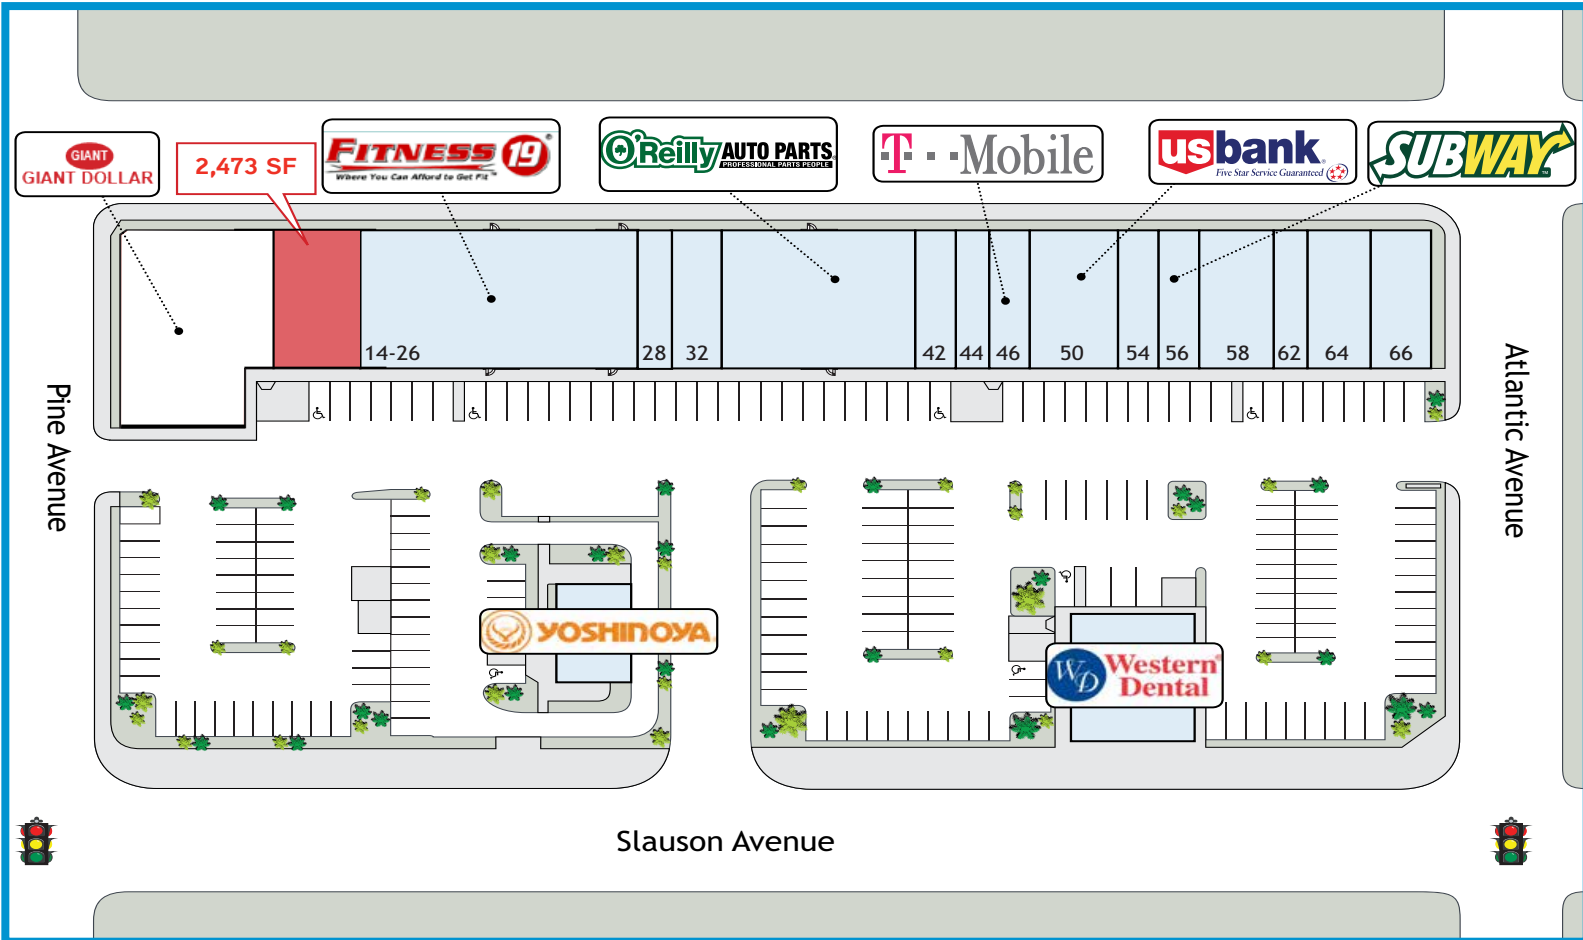 GIANT
GIANT DOLLAR
2,473 SF
FITNESS 19
Where You Can Afford to Get Fit™
O'Reilly AUTO PARTS
PROFESSIONAL PARTS PEOPLE
T··Mobile
usbank
Five Star Service Guaranteed
SUBWAY
14-26
28
32
42
44
46
50
54
56
58
62
64
66
Pine Avenue
Atlantic Avenue
YOSHINOYA
WD Western
Dental
Slauson Avenue